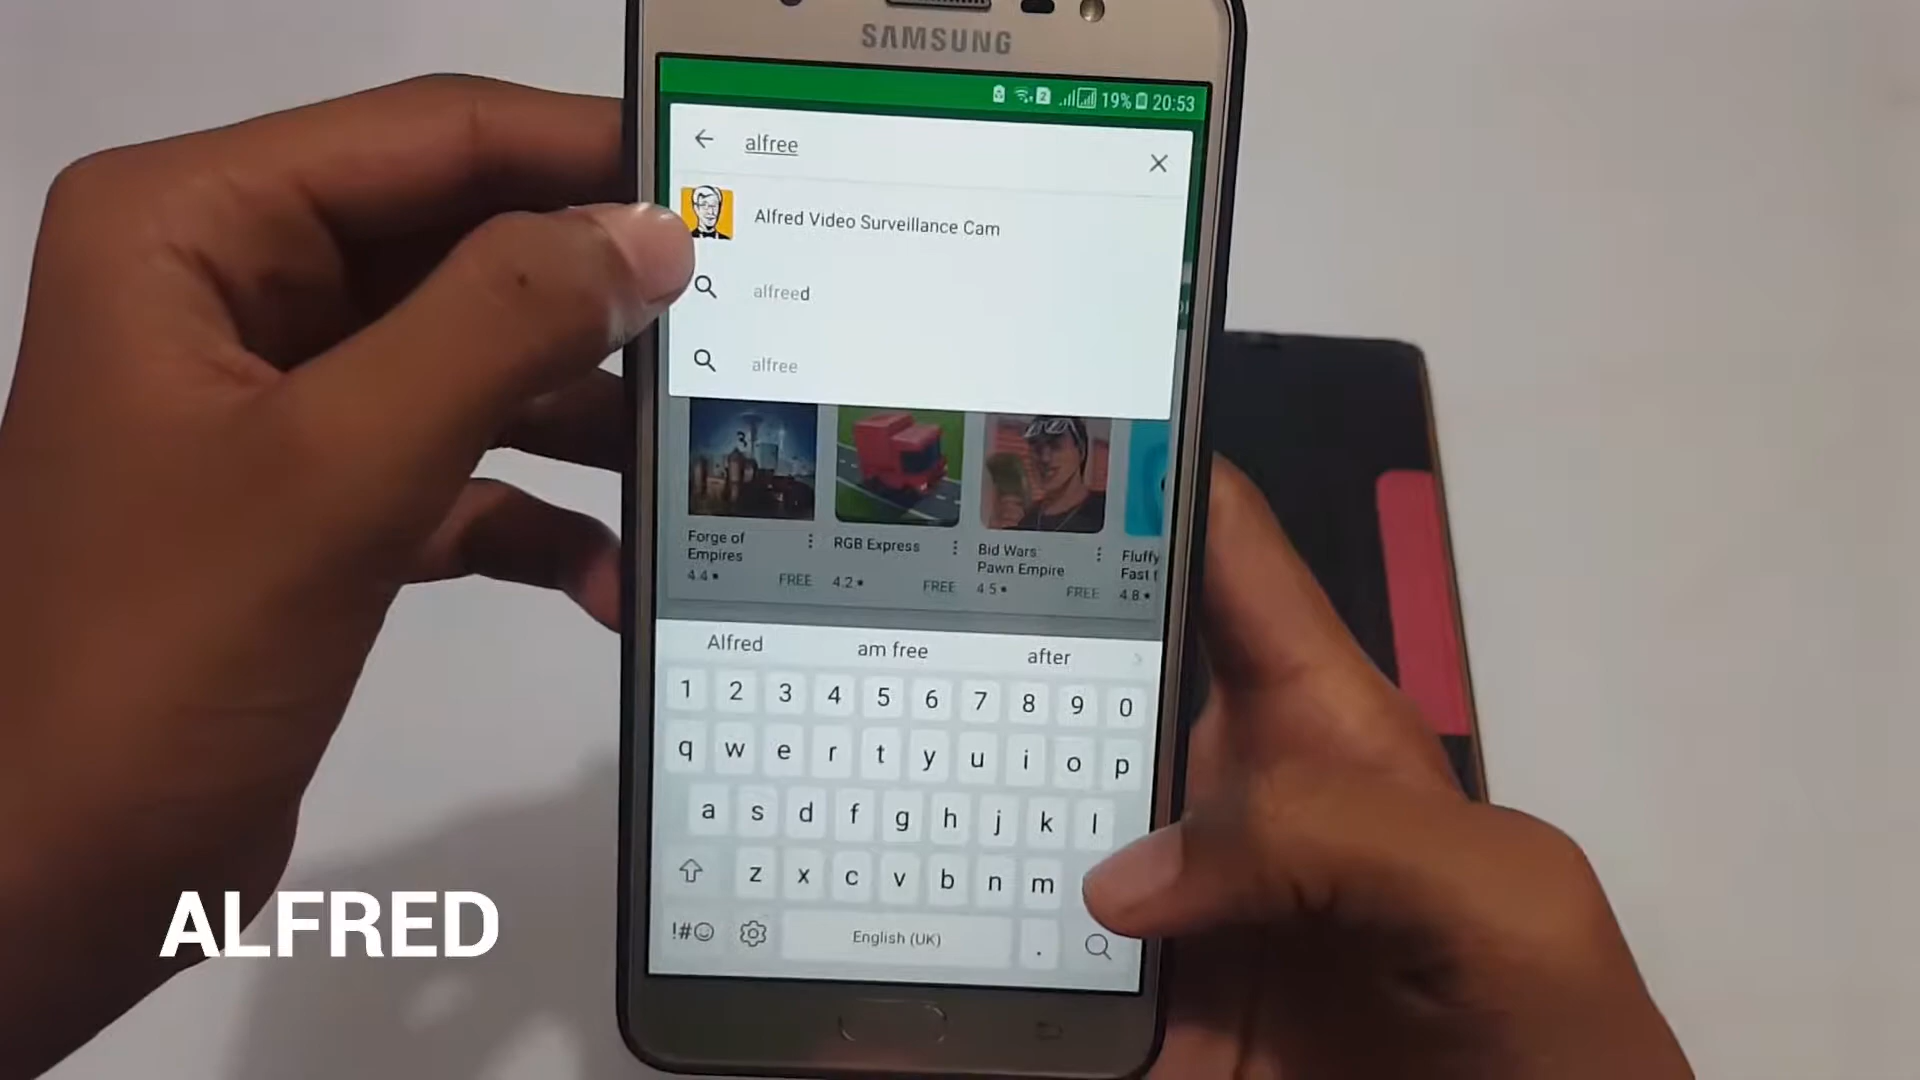 SAMSUNG
2 19% 20:53
alfree
Alfred Video Surveillance Cam
alfreed
alfree
Forge of
Empires
4.4 FREE
RGB Express
4.2 FREE
Bid Wars
Pawn Empire
4.5 FREE
Fluffy
Fast
4.8
Alfred am free after
1 2 3 4 5 6 7 8 9 0
q w e r t y u i o p
a s d f g h j k l
z x c v b n m
!#☺ English (UK) .
ALFRED